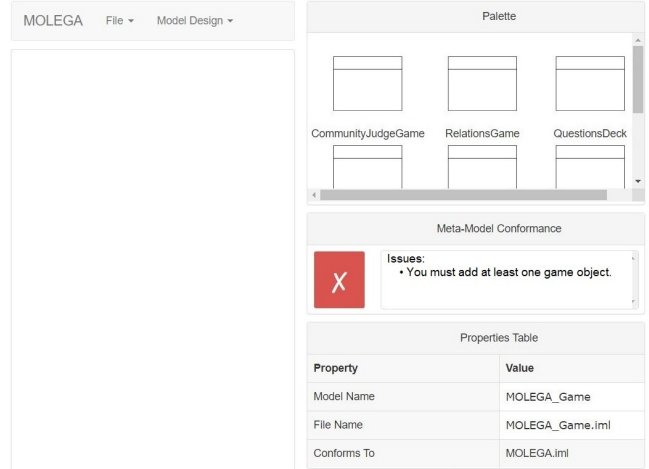 MOLEGA File Model Design
Palette
CommunityJudgeGame RelationsGame QuestionsDeck
Meta-Model Conformance
X
Issues:
• You must add at least one game object.
Properties Table
Property Value
Model Name MOLEGA_Game
File Name MOLEGA_Game.iml
Conforms To MOLEGA.iml